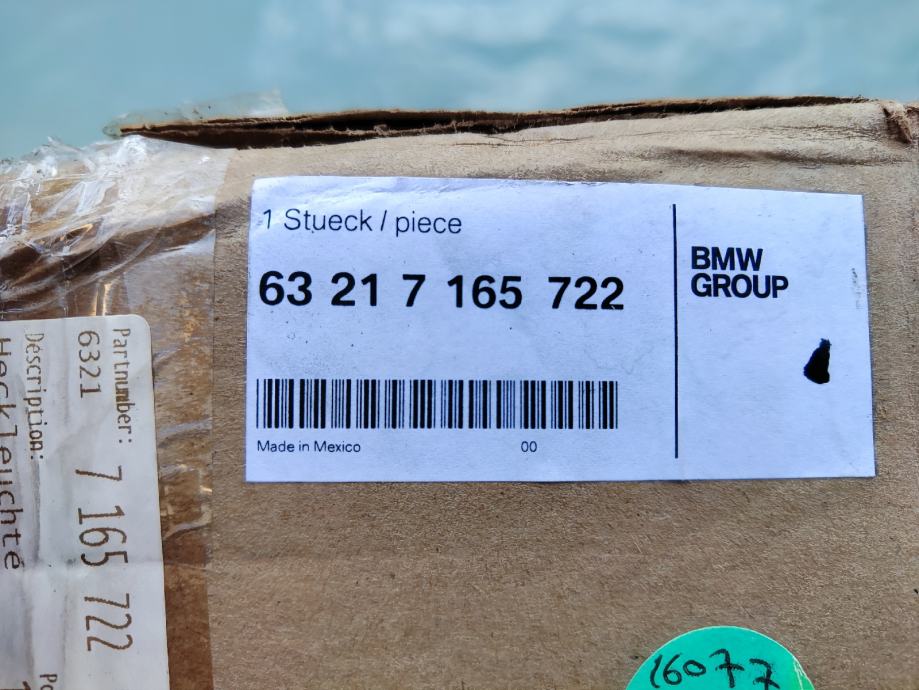 1 Stueck / piece
63 21 7 165 722
Made in Mexico 00
BMW
GROUP
Partnumber:
6321 7 165 722
Description:
Heckleuchte
16077